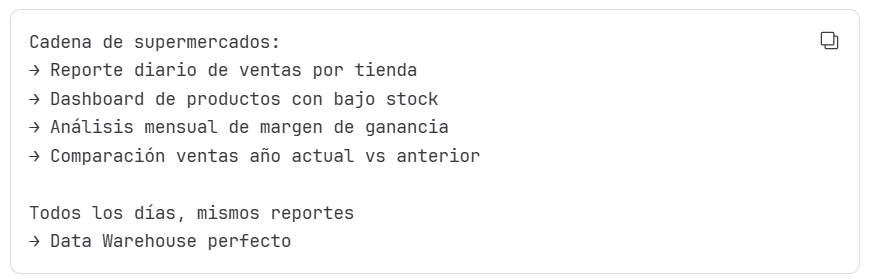 Cadena de supermercados:
→ Reporte diario de ventas por tienda
→ Dashboard de productos con bajo stock
→ Análisis mensual de margen de ganancia
→ Comparación ventas año actual vs anterior

Todos los días, mismos reportes
→ Data Warehouse perfecto